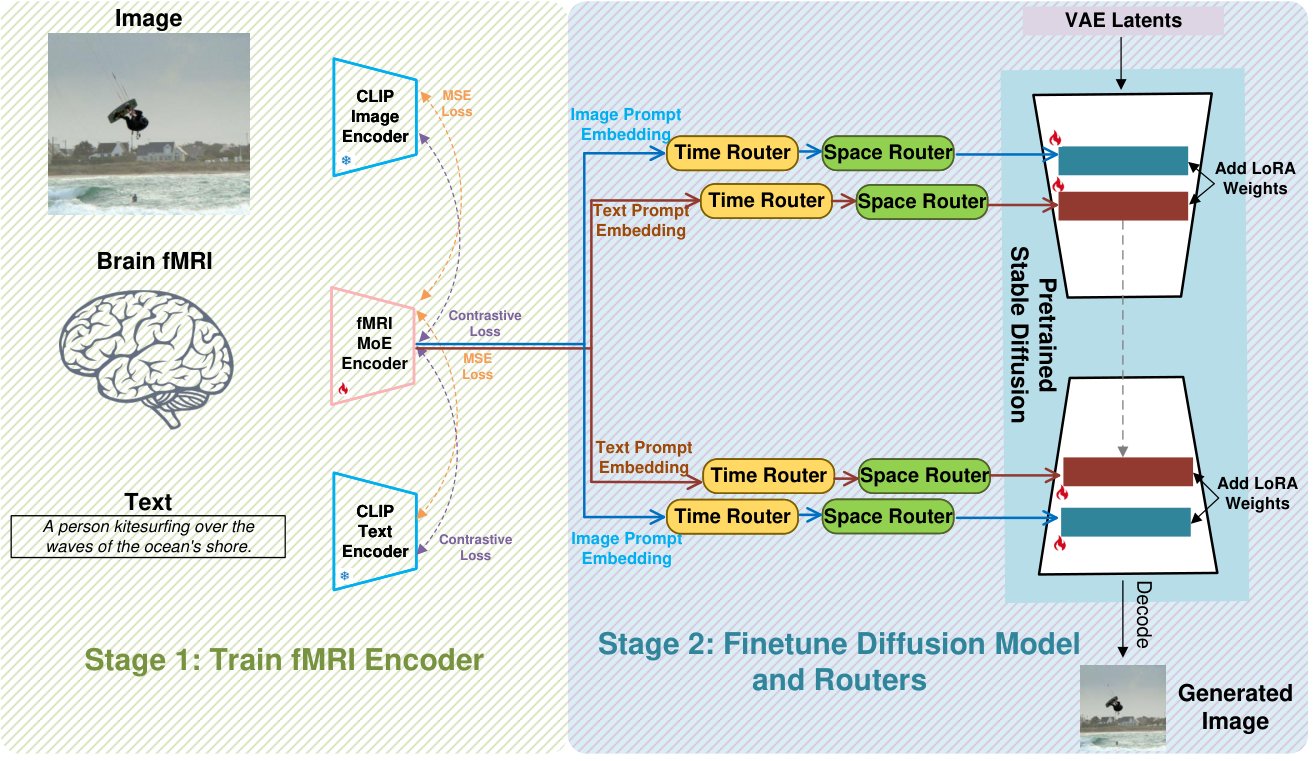 Image
CLIP
Image
Encoder
MSE
Loss
Brain fMRI
fMRI
MoE
Encoder
Contrastive
Loss
MSE
Loss
Text
A person kitesurfing over the
waves of the ocean's shore.
CLIP
Text
Encoder
Contrastive
Loss
Stage 1: Train fMRI Encoder
VAE Latents
Image Prompt
Embedding
Time Router
Space Router
Text Prompt
Embedding
Time Router
Space Router
Add LoRA
Weights
Pretrained
Stable Diffusion
Text Prompt
Embedding
Time Router
Space Router
Time Router
Space Router
Image Prompt
Embedding
Add LoRA
Weights
Decode
Stage 2: Finetune Diffusion Model
and Routers
Generated
Image